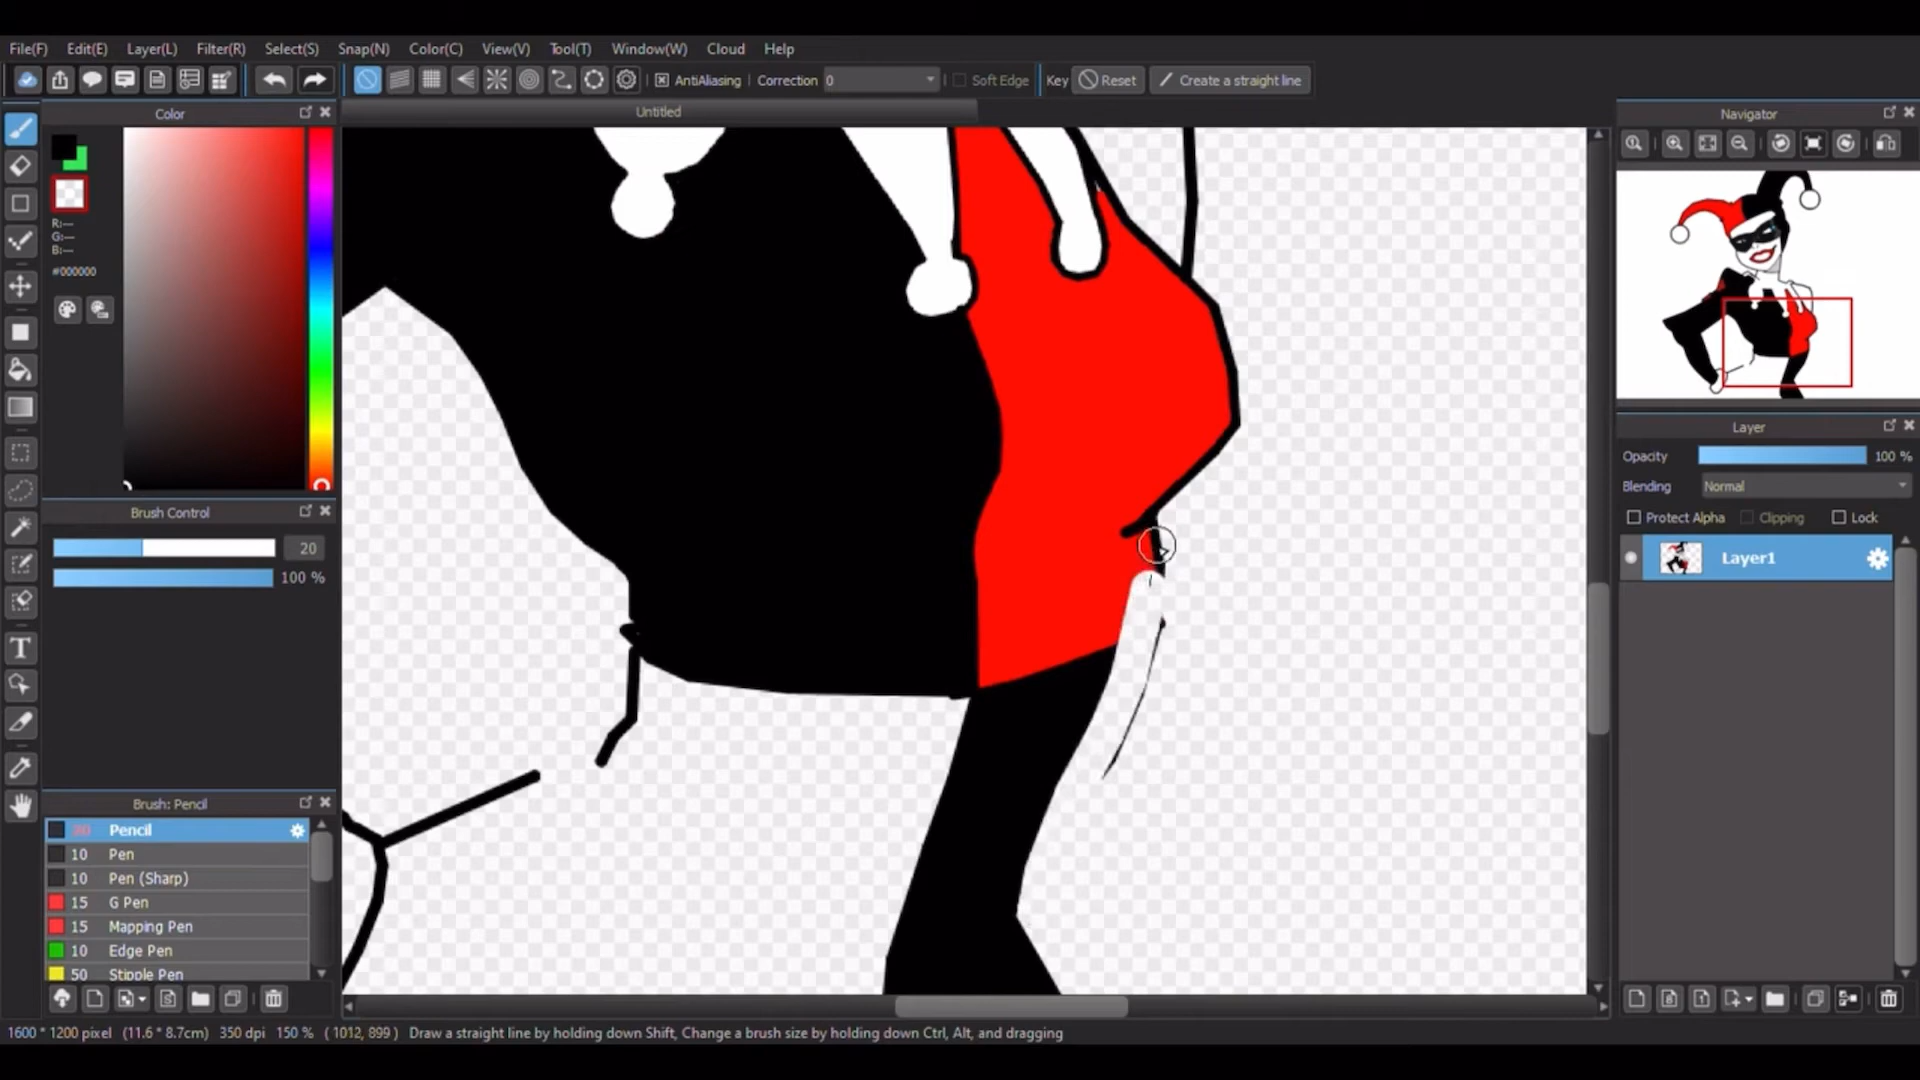 File(F) Edit(E) Layer(L) Filter(R) Select(S) Snap(N) Color(C) View(V) Tool(T) Window(W) Cloud Help
AntiAliasing Correction 0 Soft Edge Key Reset Create a straight line
Color
Untitled
Navigator
R:---
G:---
B:---
#000000
Layer
Opacity 100 %
Blending Normal
Protect Alpha Clipping Lock
Layer1
Brush Control
20
100 %
Brush: Pencil
20 Pencil
10 Pen
10 Pen (Sharp)
15 G Pen
15 Mapping Pen
10 Edge Pen
50 Stipple Pen
1600 * 1200 pixel (11.6 * 8.7cm) 350 dpi 150 % ( 1012, 899 ) Draw a straight line by holding down Shift, Change a brush size by holding down Ctrl, Alt, and dragging